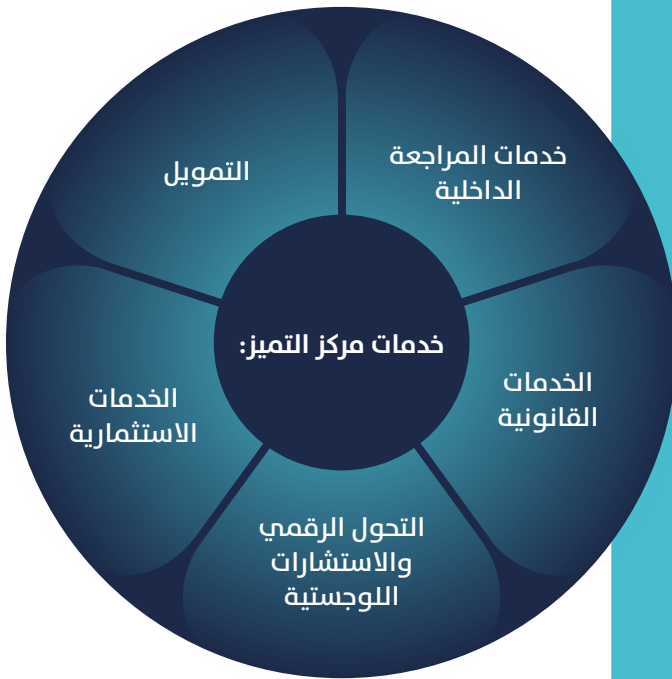 خدمات مركز التميز:
خدمات المراجعة
الداخلية
الخدمات
القانونية
التحول الرقمي
والاستشارات
اللوجستية
الخدمات
الاستثمارية
التمويل